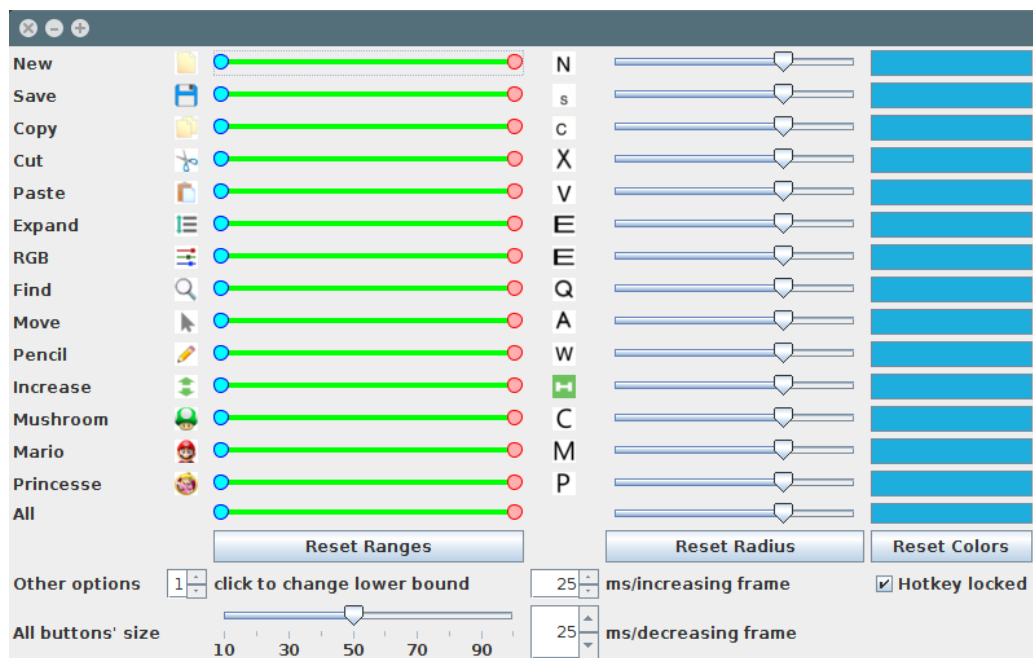 New N
Save s
Copy c
Cut X
Paste V
Expand E
RGB E
Find Q
Move A
Pencil W
Increase H
Mushroom C
Mario M
Princesse P
All
Reset Ranges Reset Radius Reset Colors
Other options 1 click to change lower bound 25 ms/increasing frame Hotkey locked
All buttons' size 25 ms/decreasing frame
10 30 50 70 90